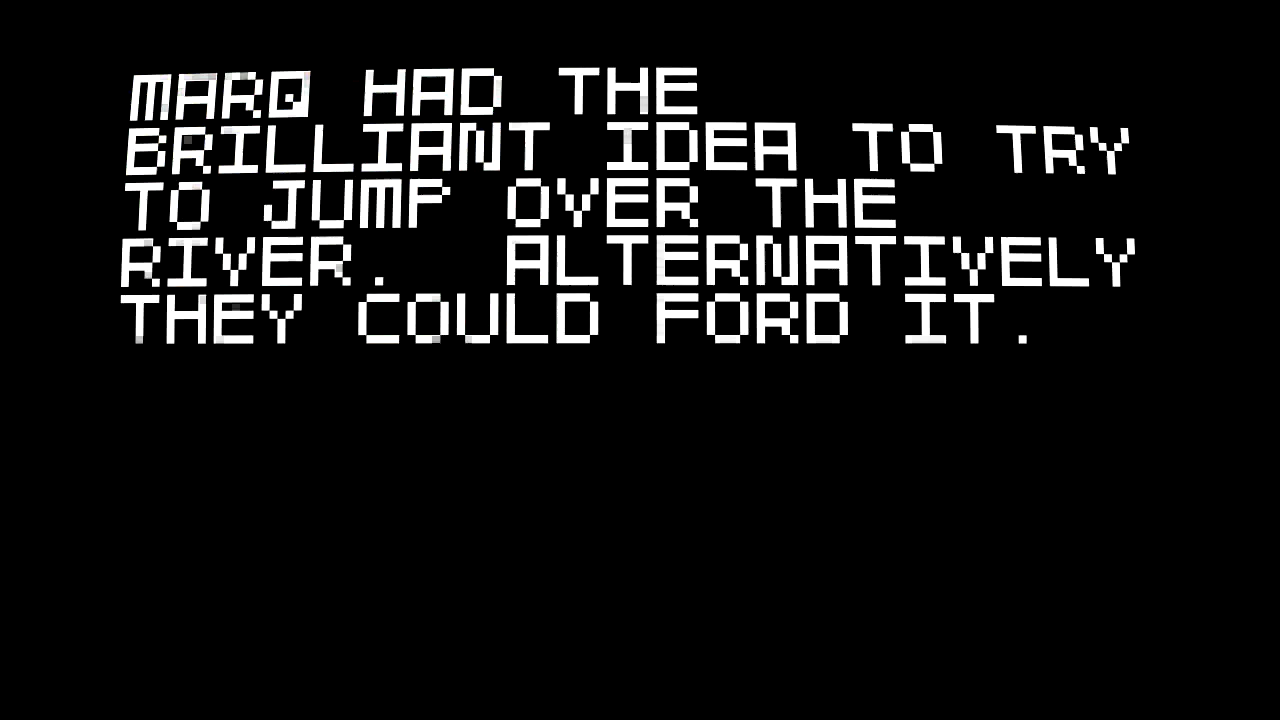 MARQ HAD THE
BRILLIANT IDEA TO TRY
TO JUMP OVER THE
RIVER.  ALTERNATIVELY
THEY COULD FORD IT.